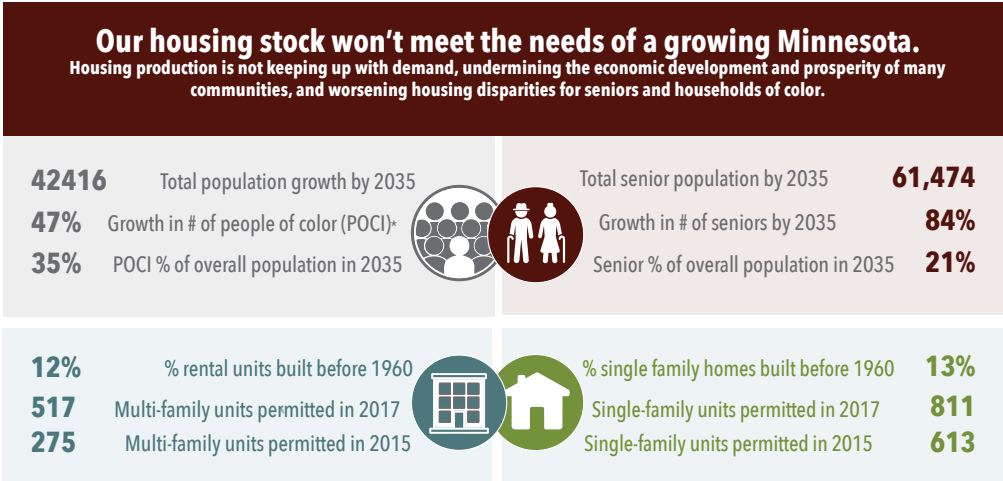 Our housing stock won't meet the needs of a growing Minnesota.
Housing production is not keeping up with demand, undermining the economic development and prosperity of many
communities, and worsening housing disparities for seniors and households of color.
42416 Total population growth by 2035
47% Growth in # of people of color (POCI)*
35% POCI % of overall population in 2035
Total senior population by 2035 61,474
Growth in # of seniors by 2035 84%
Senior % of overall population in 2035 21%
12% % rental units built before 1960
517 Multi-family units permitted in 2017
275 Multi-family units permitted in 2015
% single family homes built before 1960 13%
Single-family units permitted in 2017 811
Single-family units permitted in 2015 613